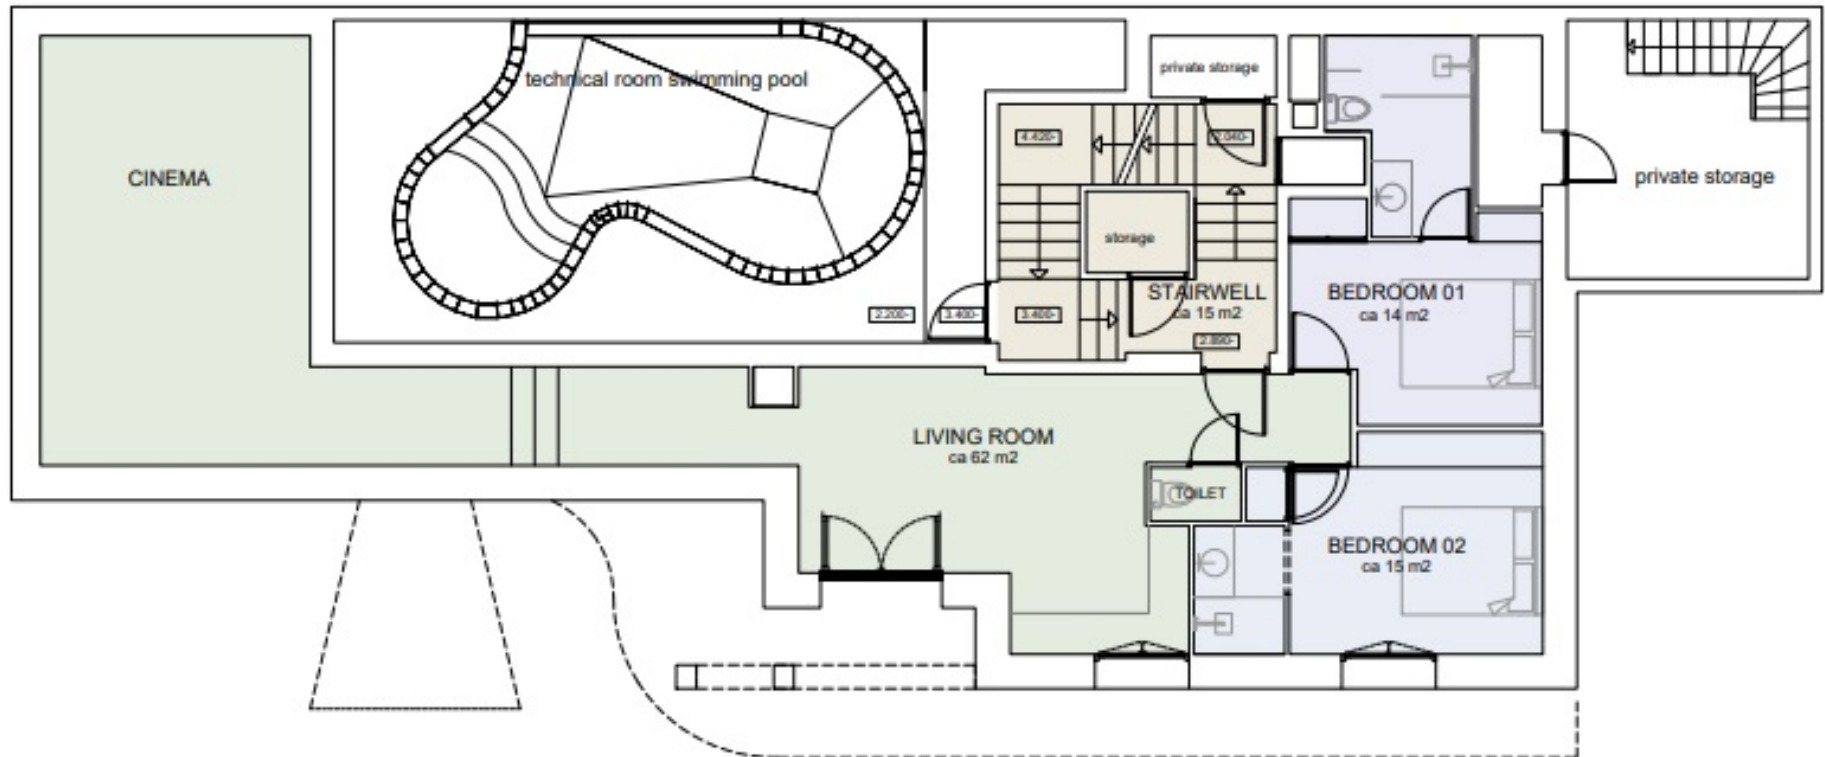 private storage
technical room swimming pool
4.420-
2.040-
CINEMA
private storage
storage
STAIRWELL
ca 15 m2
BEDROOM 01
ca 14 m2
2.200-
3.400-
3.400-
2.890-
LIVING ROOM
ca 62 m2
TOILET
BEDROOM 02
ca 15 m2